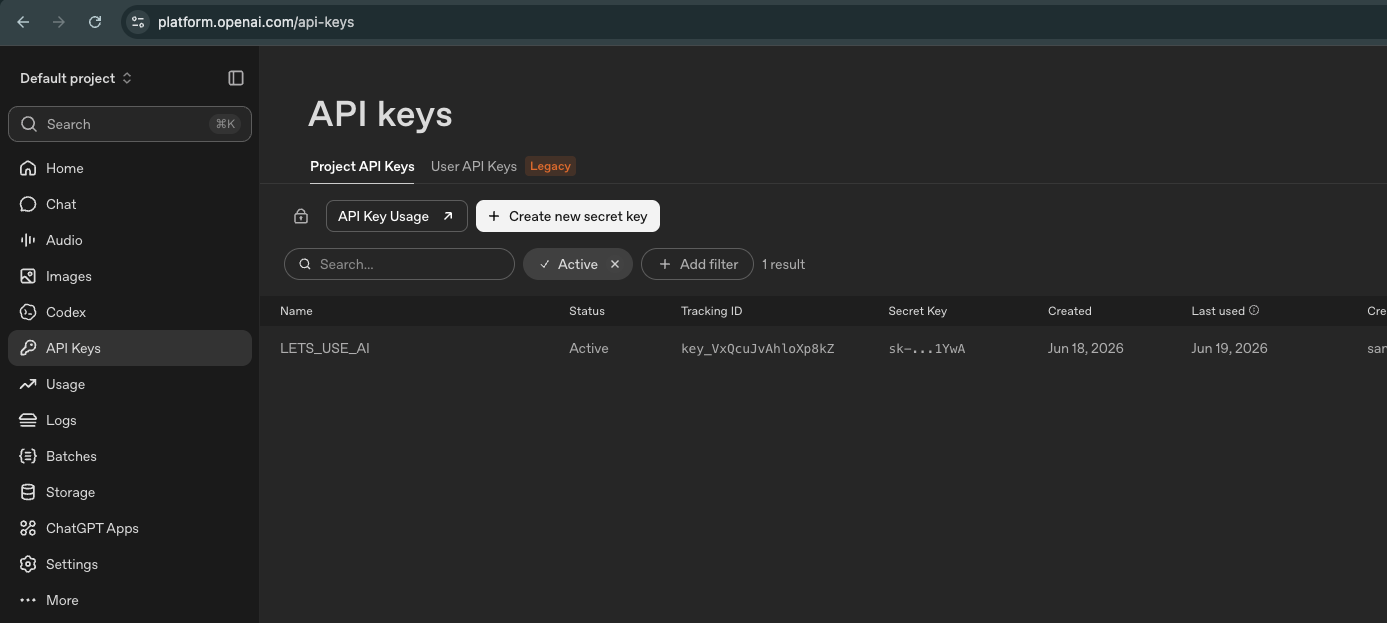 platform.openai.com/api-keys
Default project
Search ⌘K
Home
Chat
Audio
Images
Codex
API Keys
Usage
Logs
Batches
Storage
ChatGPT Apps
Settings
More
API keys
Project API Keys User API Keys Legacy
API Key Usage + Create new secret key
Search... Active + Add filter 1 result
Name Status Tracking ID Secret Key Created Last used Cre
LETS_USE_AI Active key_VxQcuJvAhloXp8kZ sk-...1YwA Jun 18, 2026 Jun 19, 2026 san